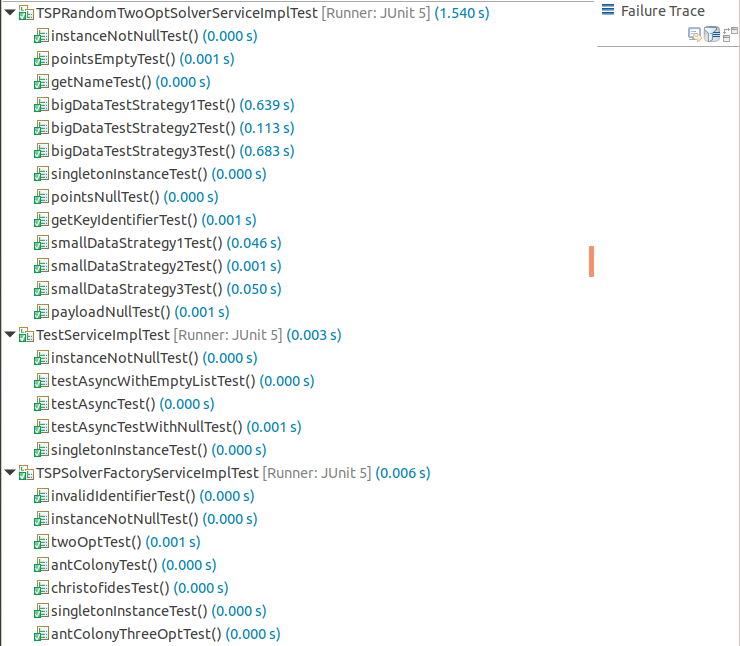 TSPRandomTwoOptSolverServiceImplTest [Runner: JUnit 5] (1.540 s)
Failure Trace
instanceNotNullTest() (0.000 s)
pointsEmptyTest() (0.001 s)
getNameTest() (0.000 s)
bigDataTestStrategy1Test() (0.639 s)
bigDataTestStrategy2Test() (0.113 s)
bigDataTestStrategy3Test() (0.683 s)
singletonInstanceTest() (0.000 s)
pointsNullTest() (0.000 s)
getKeyIdentifierTest() (0.001 s)
smallDataStrategy1Test() (0.046 s)
smallDataStrategy2Test() (0.001 s)
smallDataStrategy3Test() (0.050 s)
payloadNullTest() (0.001 s)
TestServiceImplTest [Runner: JUnit 5] (0.003 s)
instanceNotNullTest() (0.000 s)
testAsyncWithEmptyListTest() (0.000 s)
testAsyncTest() (0.000 s)
testAsyncTestWithNullTest() (0.001 s)
singletonInstanceTest() (0.000 s)
TSPSolverFactoryServiceImplTest [Runner: JUnit 5] (0.006 s)
invalidIdentifierTest() (0.000 s)
instanceNotNullTest() (0.000 s)
twoOptTest() (0.001 s)
antColonyTest() (0.000 s)
christofidesTest() (0.000 s)
singletonInstanceTest() (0.000 s)
antColonyThreeOptTest() (0.000 s)